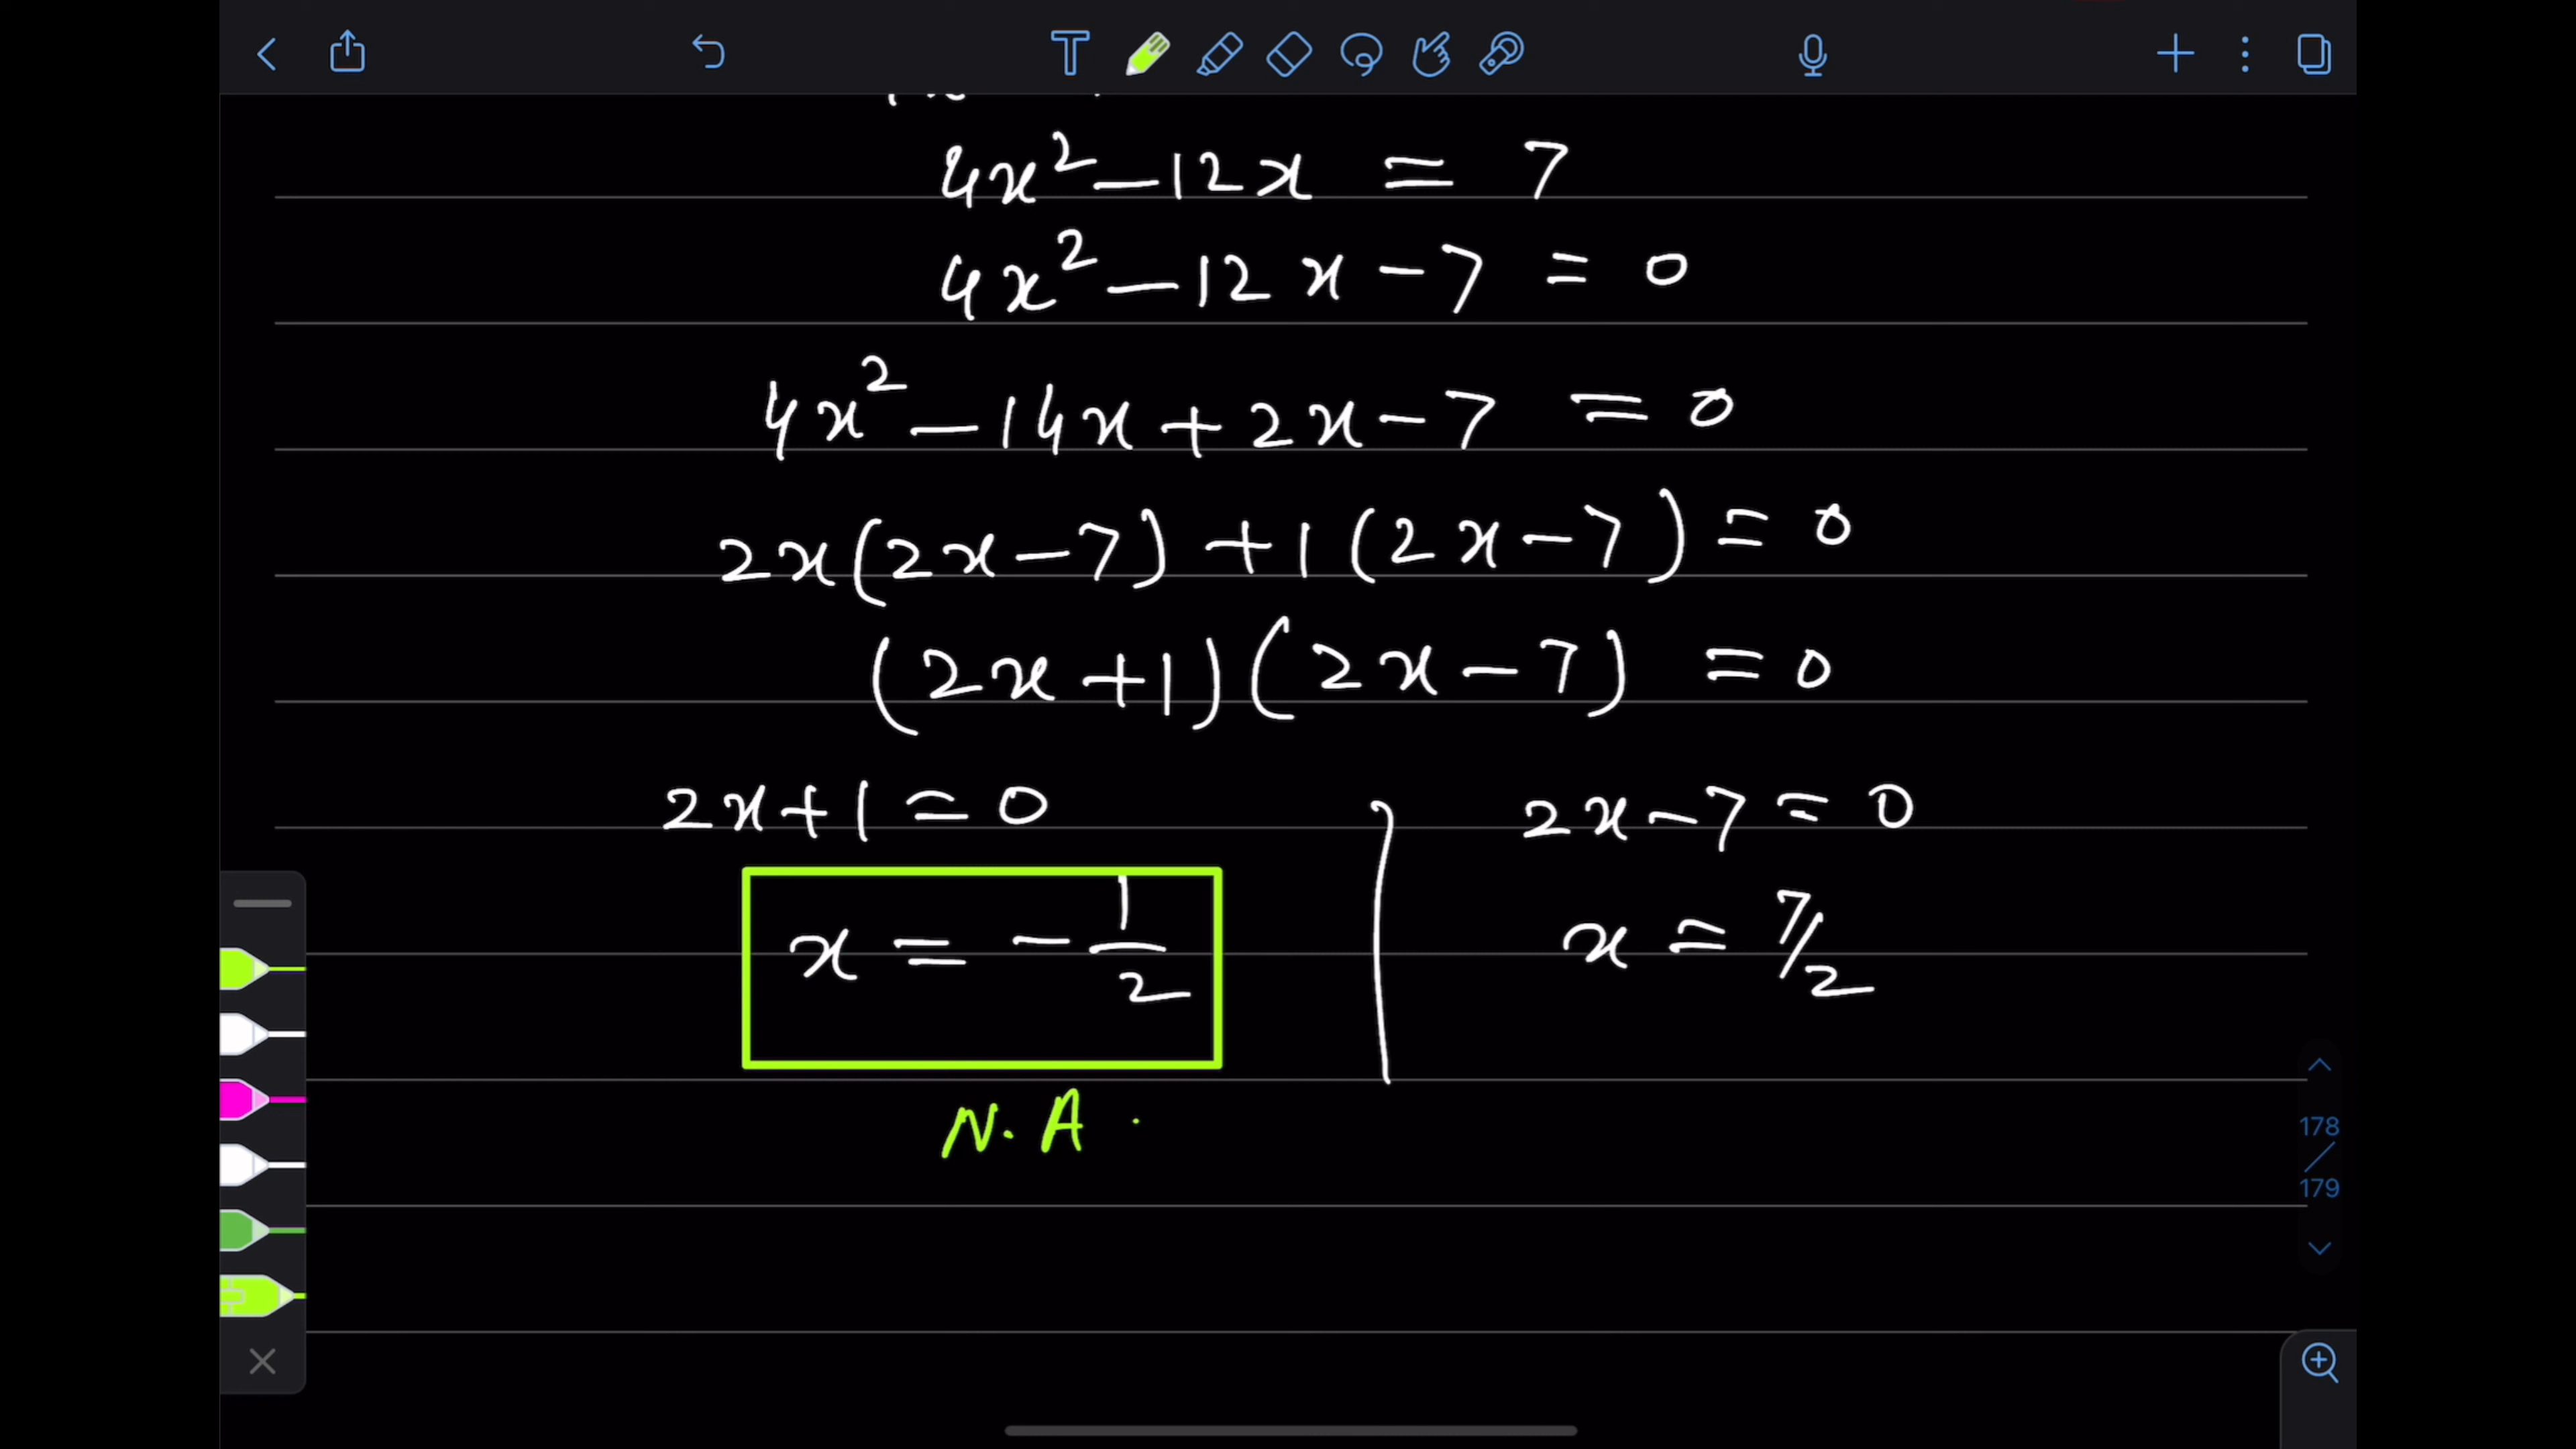 4x² - 12x = 7
4x² - 12x - 7 = 0
4x² - 14x + 2x - 7 = 0
2x(2x - 7) + 1(2x - 7) = 0
(2x + 1)(2x - 7) = 0
2x + 1 = 0
x = - 1/2
N.A.
2x - 7 = 0
x = 7/2
178
/
179